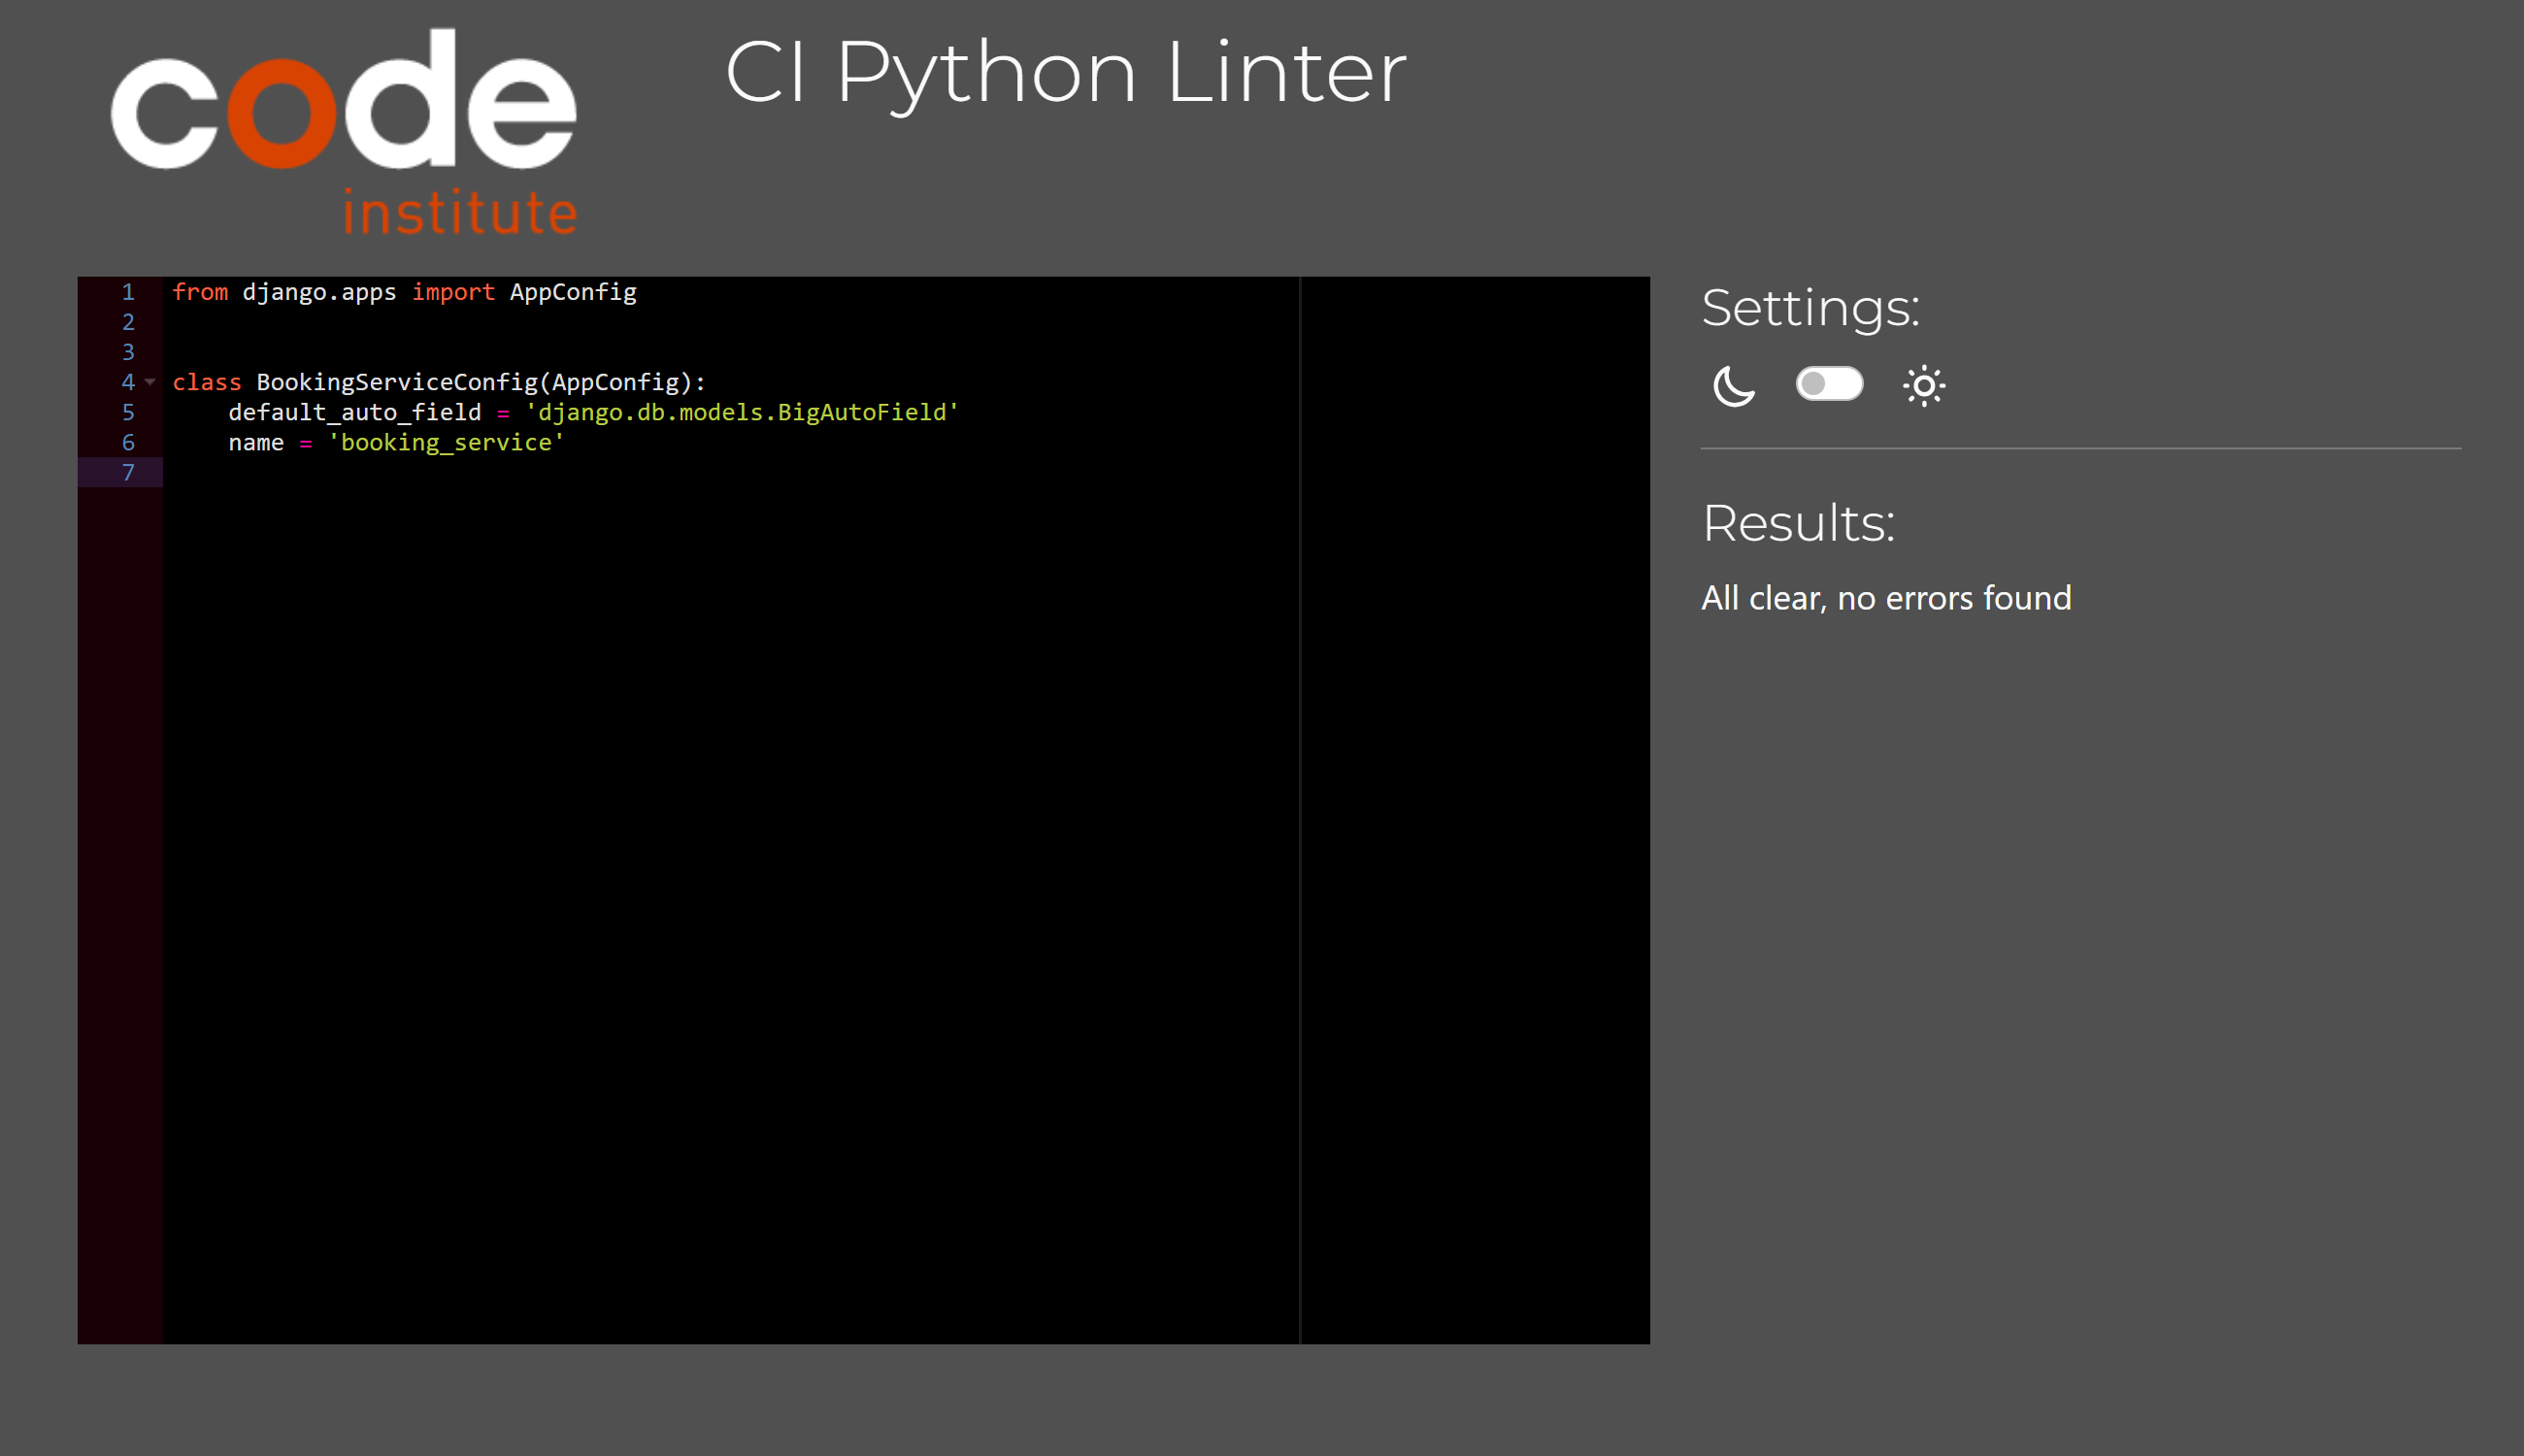 code
institute
CI Python Linter
1 from django.apps import AppConfig
2
3
4 class BookingServiceConfig(AppConfig):
5     default_auto_field = 'django.db.models.BigAutoField'
6     name = 'booking_service'
7
Settings:
Results:
All clear, no errors found